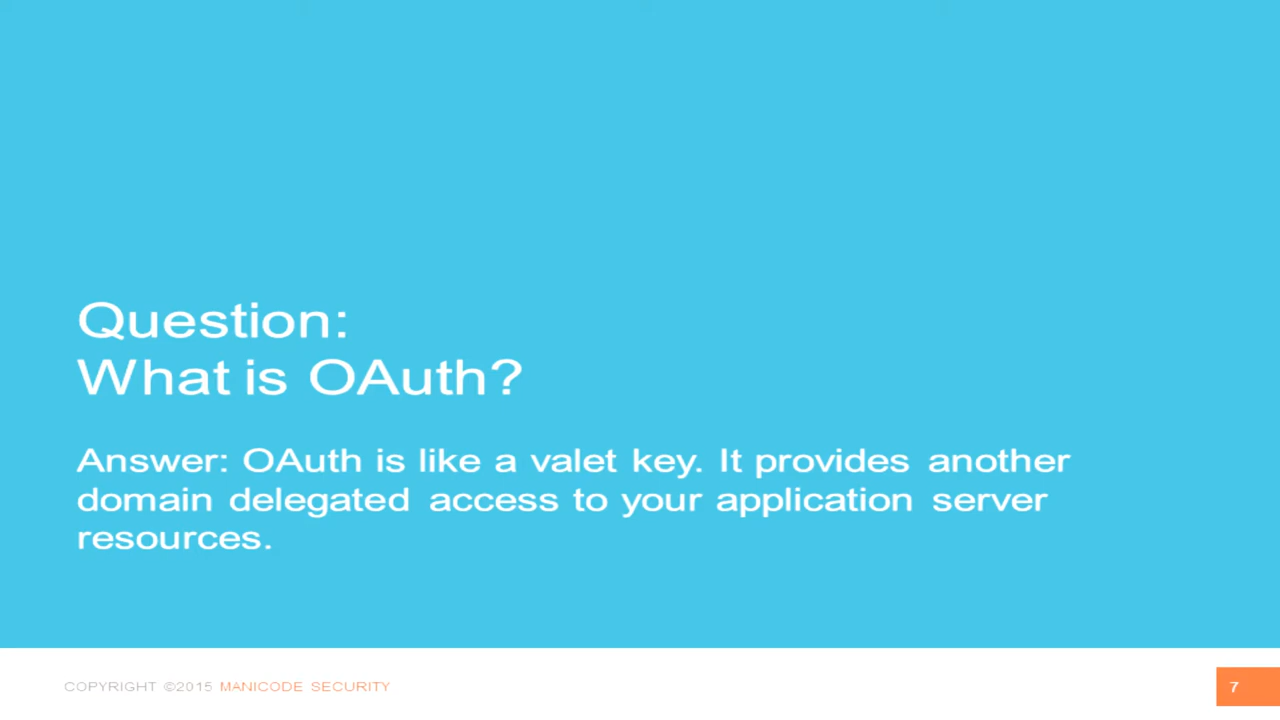 Question:
What is OAuth?
Answer: OAuth is like a valet key. It provides another
domain delegated access to your application server
resources.
COPYRIGHT ©2015 MANICODE SECURITY
7